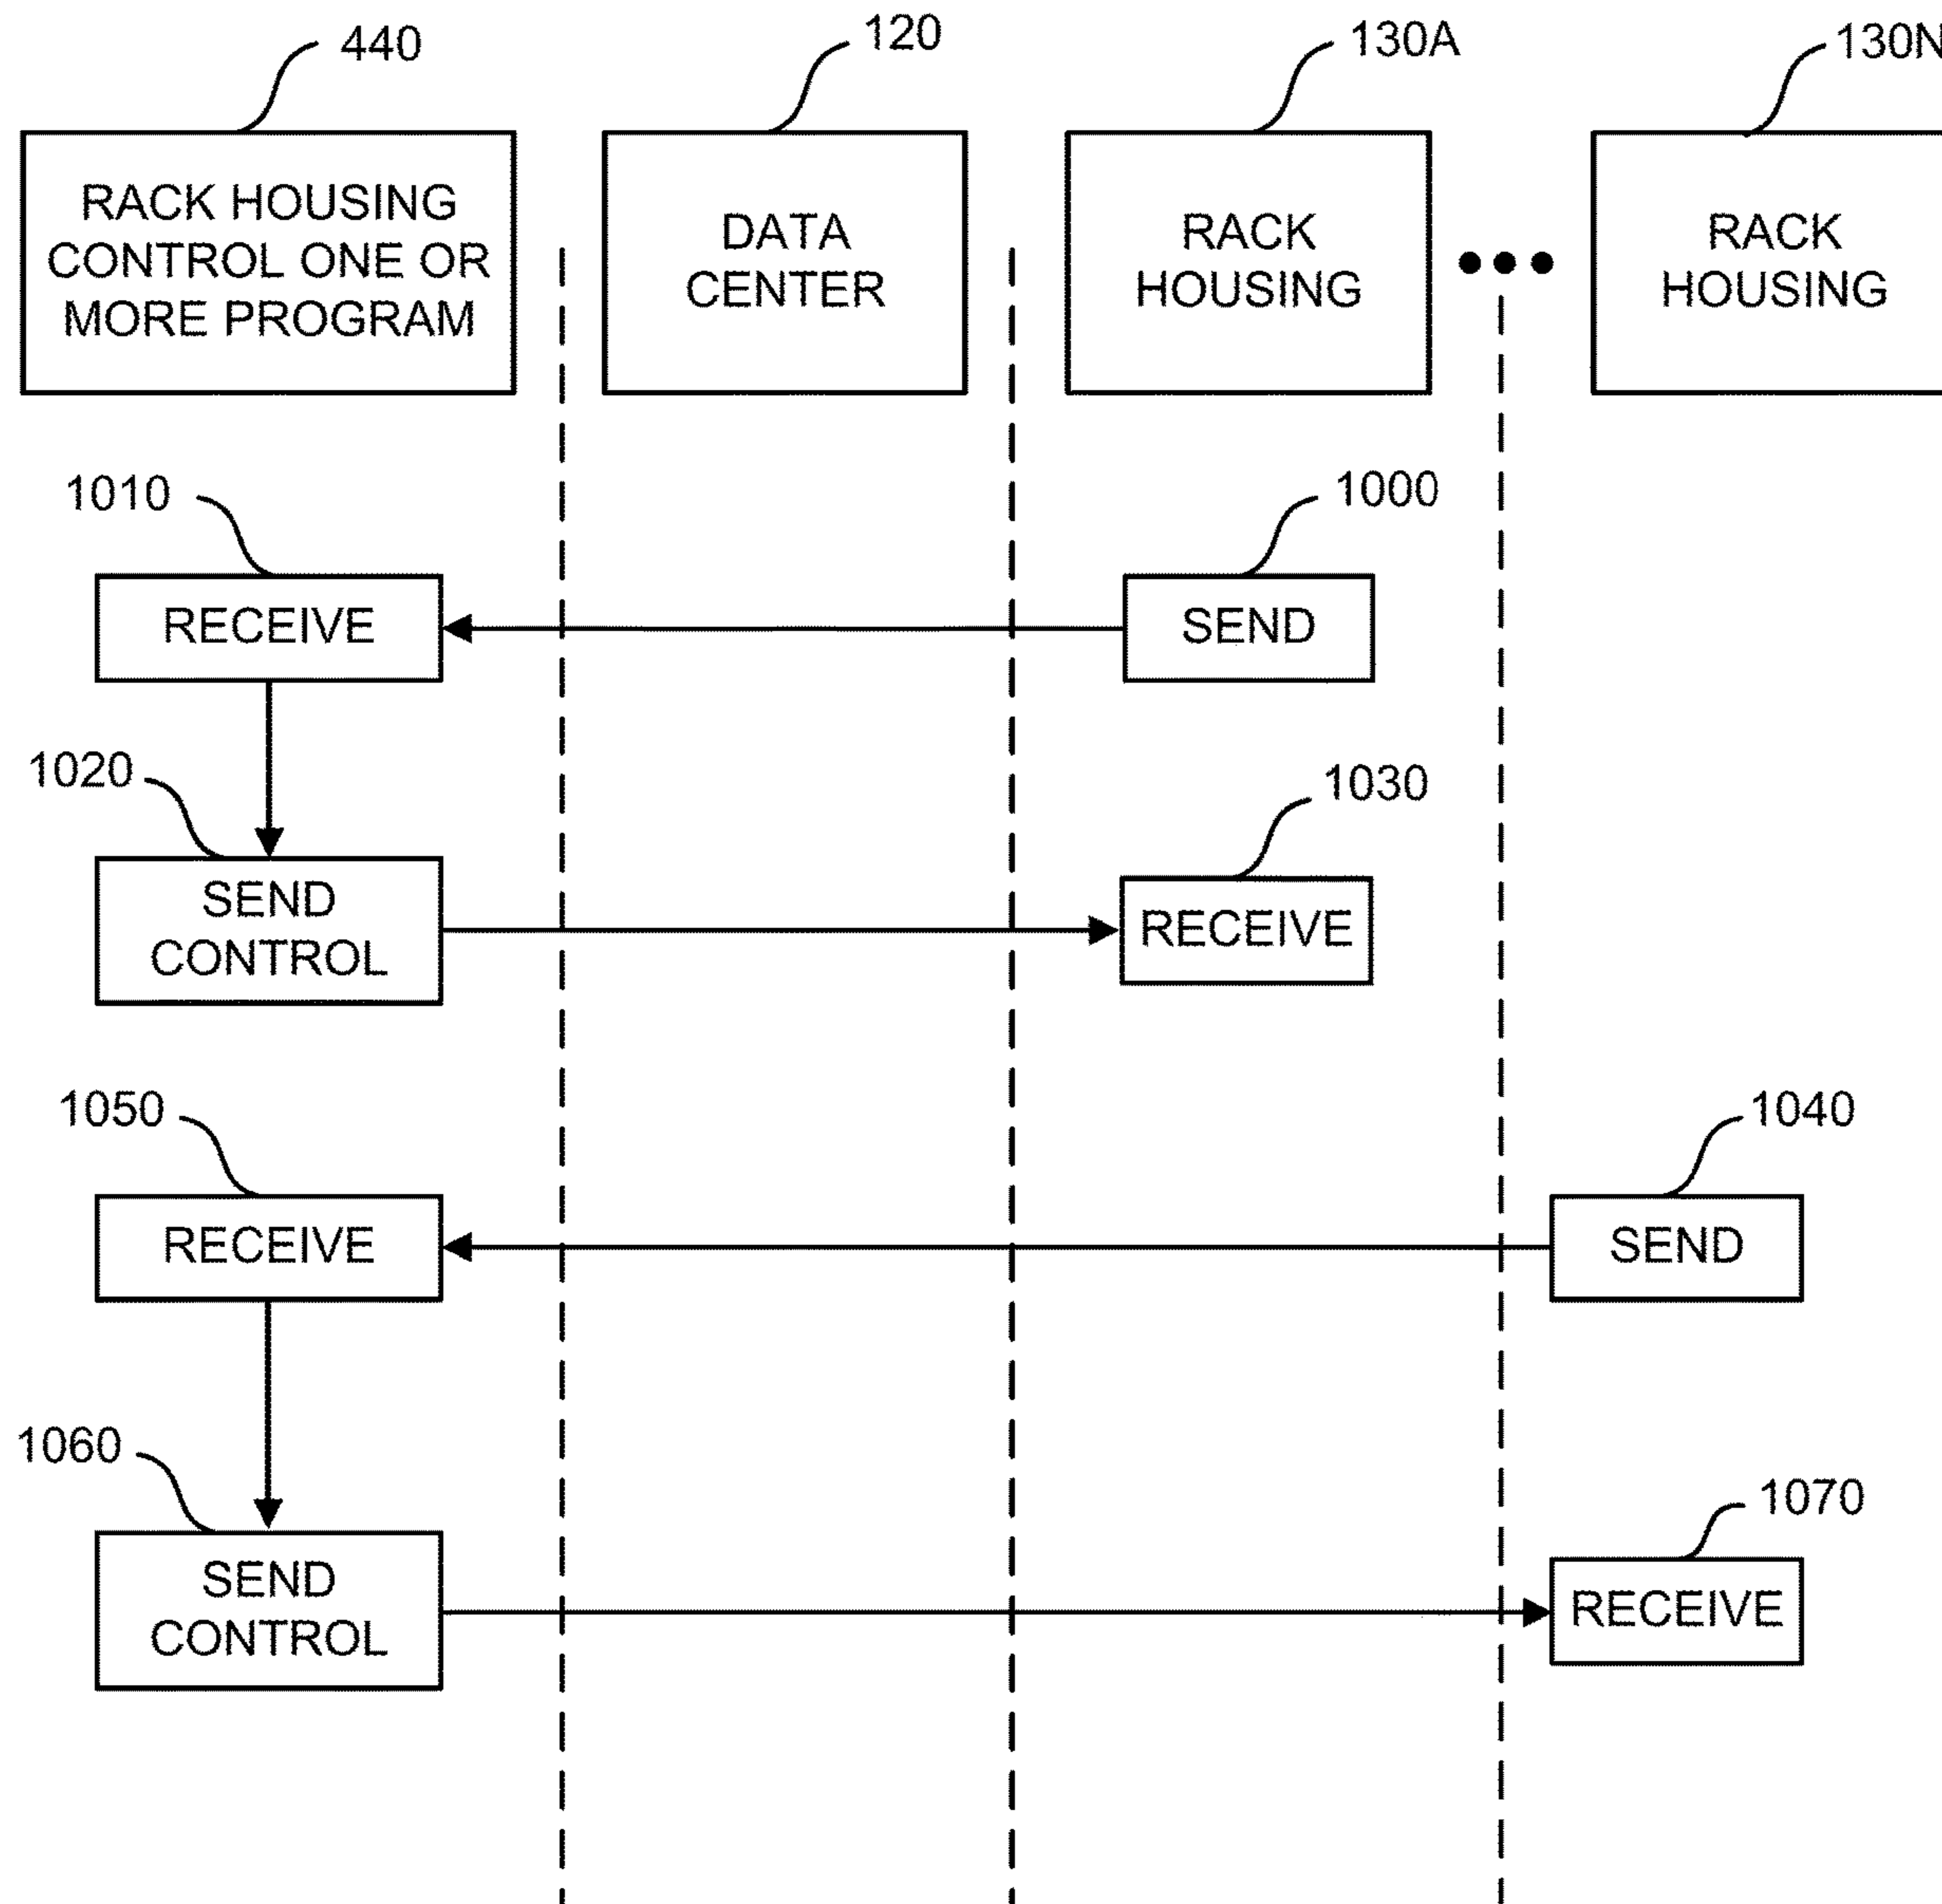 440
120
130A
130N
RACK HOUSING
CONTROL ONE OR
MORE PROGRAM
DATA
CENTER
RACK
HOUSING
RACK
HOUSING
1010
1000
RECEIVE
SEND
1020
1030
SEND
CONTROL
RECEIVE
1050
1040
RECEIVE
SEND
1060
1070
SEND
CONTROL
RECEIVE